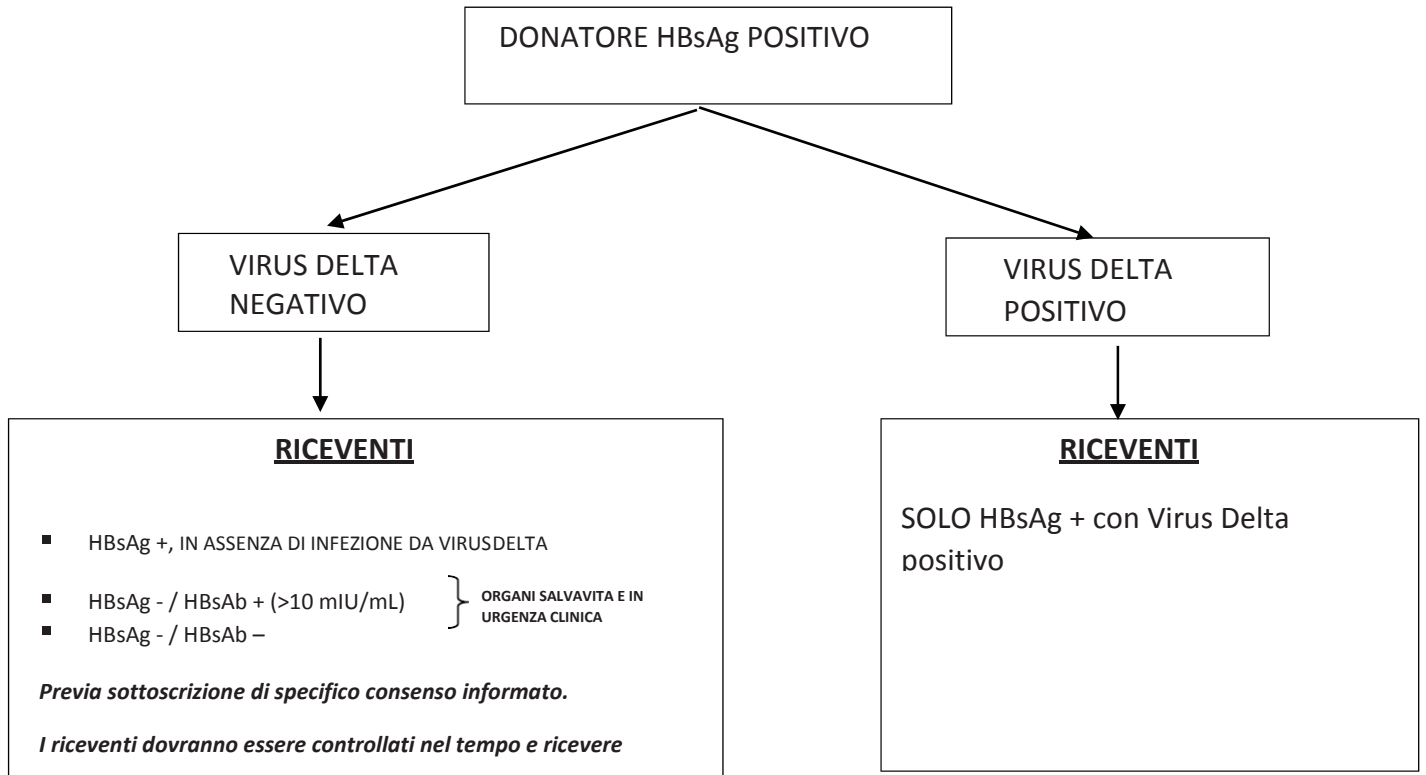 DONATORE HBsAg POSITIVO
VIRUS DELTA
NEGATIVO
VIRUS DELTA
POSITIVO
RICEVENTI
▪ HBsAg +, IN ASSENZA DI INFEZIONE DA VIRUSDELTA
▪ HBsAg - / HBsAb + (>10 mIU/mL)
▪ HBsAg - / HBsAb –
ORGANI SALVAVITA E IN
URGENZA CLINICA
Previa sottoscrizione di specifico consenso informato.
I riceventi dovranno essere controllati nel tempo e ricevere
RICEVENTI
SOLO HBsAg + con Virus Delta
positivo